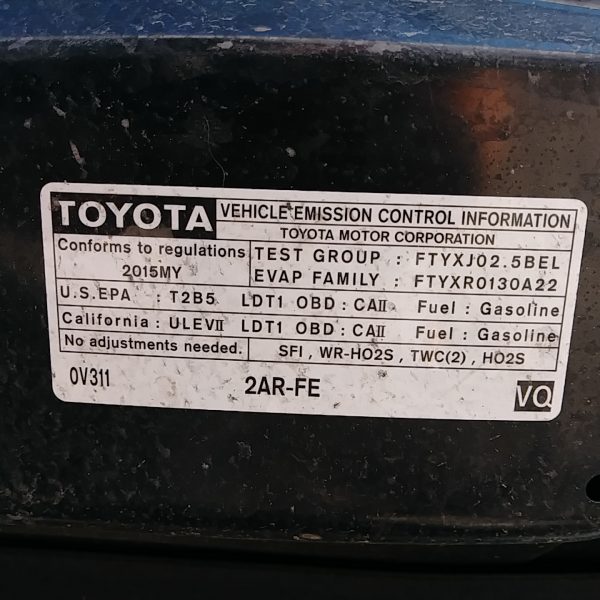 TOYOTA VEHICLE EMISSION CONTROL INFORMATION
TOYOTA MOTOR CORPORATION
Conforms to regulations
2015MY
TEST GROUP : FTYXJ02.5BEL
EVAP FAMILY : FTYXR0130A22
U.S.EPA : T2B5 LDT1 OBD : CAⅡ Fuel : Gasoline
California : ULEVⅡ LDT1 OBD : CAⅡ Fuel : Gasoline
No adjustments needed. SFI , WR-HO2S , TWC(2) , HO2S
0V311 2AR-FE VQ